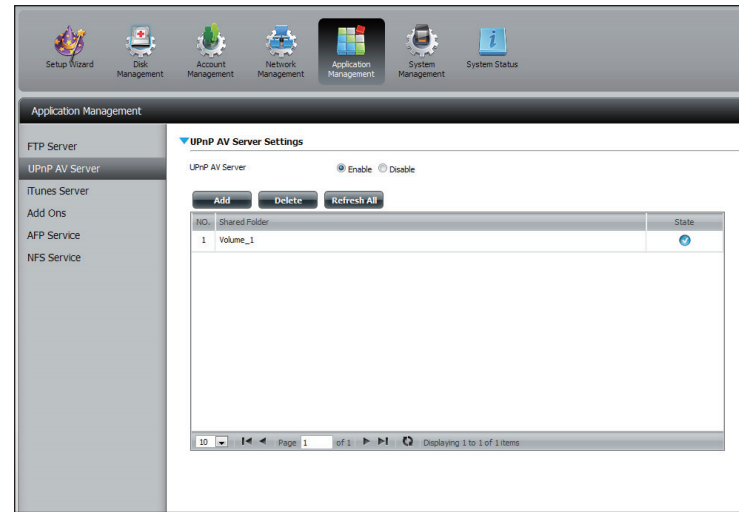 Setup Wizard
Disk Management
Account Management
Network Management
Application Management
System Management
System Status
Application Management
FTP Server
UPnP AV Server
iTunes Server
Add Ons
AFP Service
NFS Service
UPnP AV Server Settings
UPnP AV Server Enable Disable
Add Delete Refresh All
NO. Shared Folder State
1 Volume_1
10 Page 1 of 1 Displaying 1 to 1 of 1 items